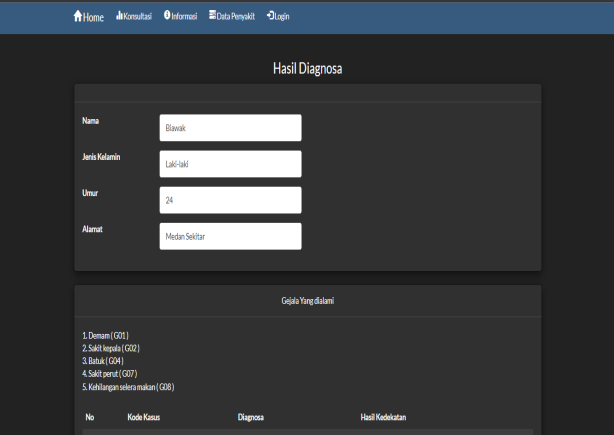 Home Konsultasi Informasi Data Penyakit Login
Hasil Diagnosa
Nama Biawak
Jenis Kelamin Laki-laki
Umur 24
Alamat Medan Sekitar
Gejala Yang dialami
1. Demam ( G01 )
2. Sakit kepala ( G02 )
3. Batuk ( G04 )
4. Sakit perut ( G07 )
5. Kehilangan selera makan ( G08 )
No Kode Kasus Diagnosa Hasil Kedekatan